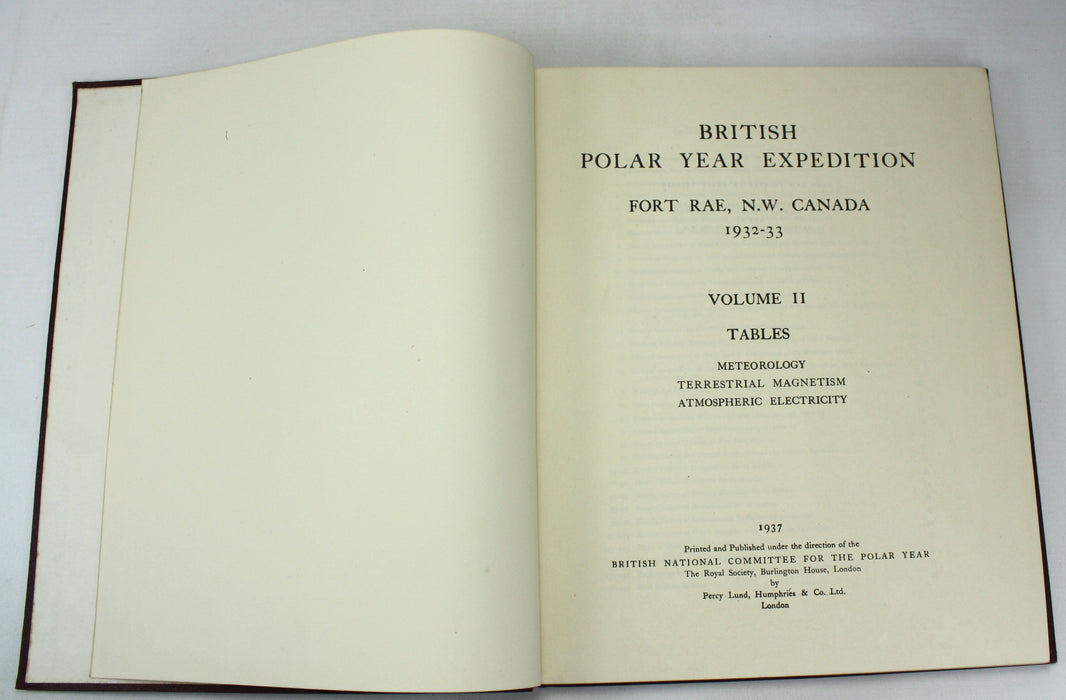 BRITISH
POLAR YEAR EXPEDITION
FORT RAE, N.W. CANADA
1932-33
VOLUME II
TABLES
METEOROLOGY
TERRESTRIAL MAGNETISM
ATMOSPHERIC ELECTRICITY
1937
Printed and Published under the direction of the
BRITISH NATIONAL COMMITTEE FOR THE POLAR YEAR
The Royal Society, Burlington House, London
by
Percy Lund, Humphries & Co. Ltd.
London